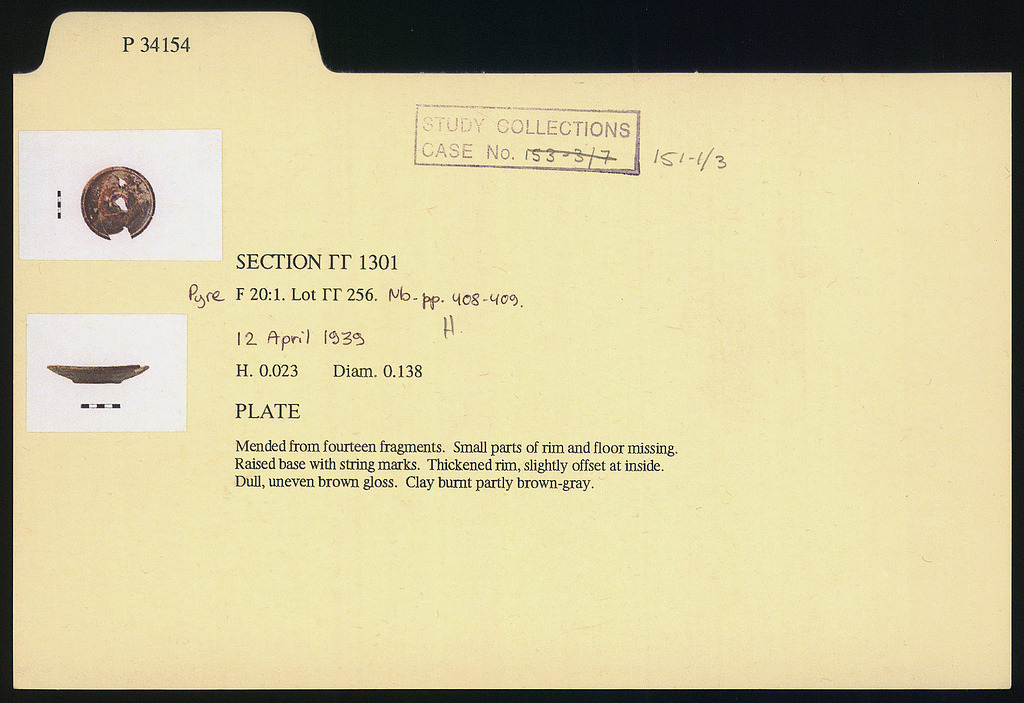 P 34154
STUDY COLLECTIONS
CASE No. 153-3/7 151-1/3
SECTION ΓΓ 1301
Pyre F 20:1. Lot ΓΓ 256. Nb. pp. 408-409.
H.
12 April 1939
H. 0.023 Diam. 0.138
PLATE
Mended from fourteen fragments. Small parts of rim and floor missing.
Raised base with string marks. Thickened rim, slightly offset at inside.
Dull, uneven brown gloss. Clay burnt partly brown-gray.